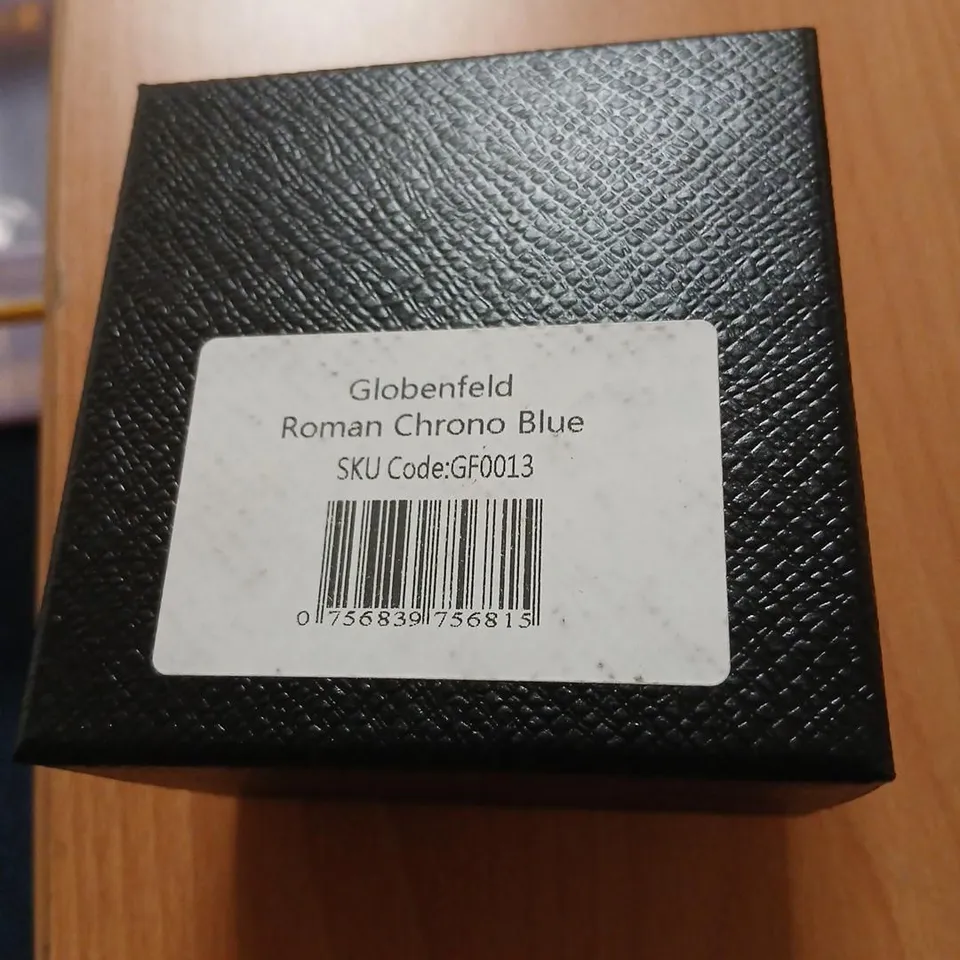 Globenfeld
Roman Chrono Blue
SKU Code:GF0013
0 756839 756815